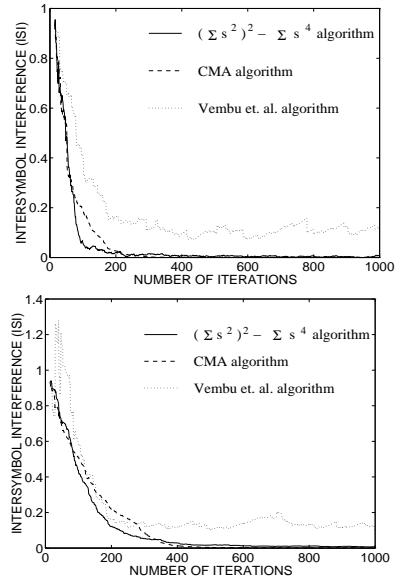 INTERSYMBOL INTERFERENCE (ISI)
1
0.8
0.6
0.4
0.2
0
( Σ s ²)² − Σ s ⁴ algorithm
CMA algorithm
Vembu et. al. algorithm
0 200 400 600 800 1000
NUMBER OF ITERATIONS
INTERSYMBOL INTERFERENCE (ISI)
1.4
1.2
1
0.8
0.6
0.4
0.2
0
( Σ s ²)² − Σ s ⁴ algorithm
CMA algorithm
Vembu et. al. algorithm
0 200 400 600 800 1000
NUMBER OF ITERATIONS